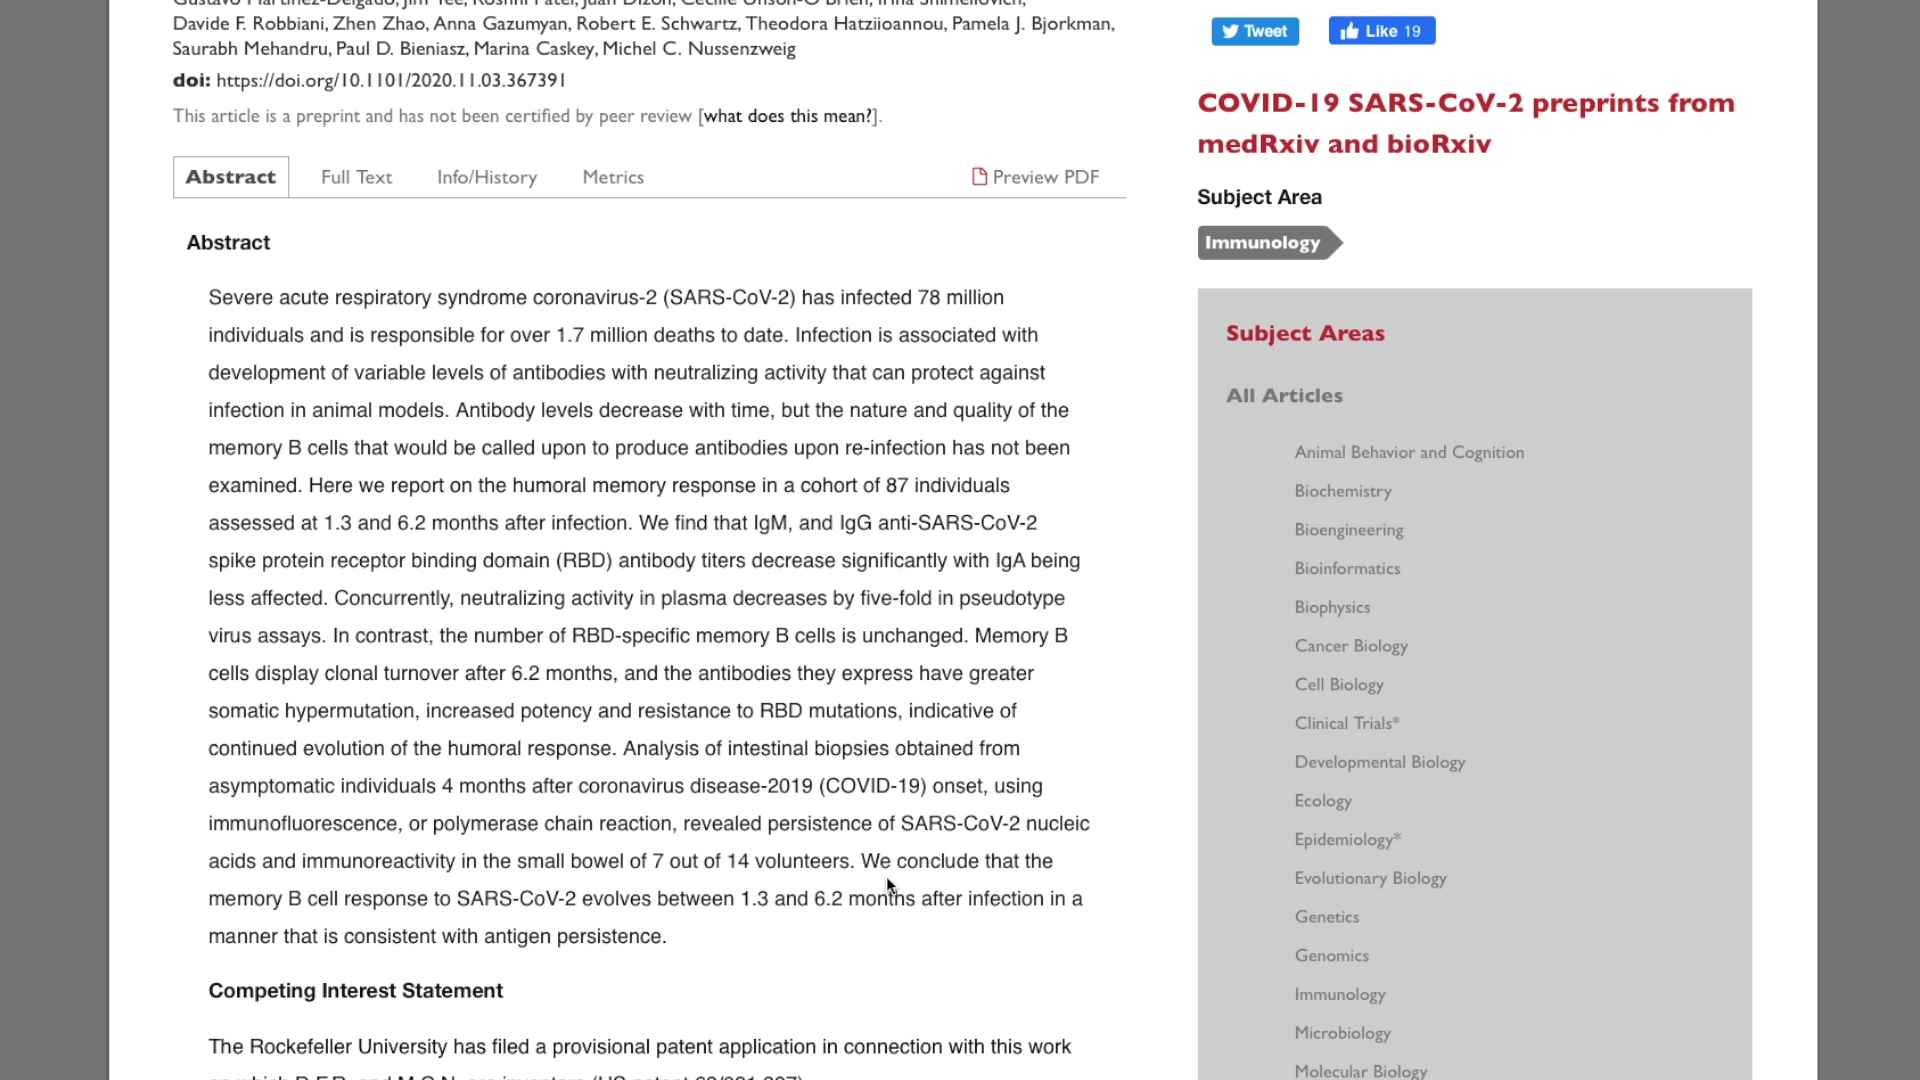 Gustavo Martinez-Delgado, Jim Yee, Roshni Patel, Juan Dizon, Cecille Unson-O'Brien, Irina Shimeliovich,
Davide F. Robbiani, Zhen Zhao, Anna Gazumyan, Robert E. Schwartz, Theodora Hatziioannou, Pamela J. Bjorkman,
Saurabh Mehandru, Paul D. Bieniasz, Marina Caskey, Michel C. Nussenzweig
doi: https://doi.org/10.1101/2020.11.03.367391
This article is a preprint and has not been certified by peer review [what does this mean?].
Abstract Full Text Info/History Metrics Preview PDF
Abstract
Severe acute respiratory syndrome coronavirus-2 (SARS-CoV-2) has infected 78 million
individuals and is responsible for over 1.7 million deaths to date. Infection is associated with
development of variable levels of antibodies with neutralizing activity that can protect against
infection in animal models. Antibody levels decrease with time, but the nature and quality of the
memory B cells that would be called upon to produce antibodies upon re-infection has not been
examined. Here we report on the humoral memory response in a cohort of 87 individuals
assessed at 1.3 and 6.2 months after infection. We find that IgM, and IgG anti-SARS-CoV-2
spike protein receptor binding domain (RBD) antibody titers decrease significantly with IgA being
less affected. Concurrently, neutralizing activity in plasma decreases by five-fold in pseudotype
virus assays. In contrast, the number of RBD-specific memory B cells is unchanged. Memory B
cells display clonal turnover after 6.2 months, and the antibodies they express have greater
somatic hypermutation, increased potency and resistance to RBD mutations, indicative of
continued evolution of the humoral response. Analysis of intestinal biopsies obtained from
asymptomatic individuals 4 months after coronavirus disease-2019 (COVID-19) onset, using
immunofluorescence, or polymerase chain reaction, revealed persistence of SARS-CoV-2 nucleic
acids and immunoreactivity in the small bowel of 7 out of 14 volunteers. We conclude that the
memory B cell response to SARS-CoV-2 evolves between 1.3 and 6.2 months after infection in a
manner that is consistent with antigen persistence.
Competing Interest Statement
The Rockefeller University has filed a provisional patent application in connection with this work
on which D.F.R. and M.C.N. are inventors (US patent
Tweet Like 19
COVID-19 SARS-CoV-2 preprints from
medRxiv and bioRxiv
Subject Area
Immunology
Subject Areas
All Articles
Animal Behavior and Cognition
Biochemistry
Bioengineering
Bioinformatics
Biophysics
Cancer Biology
Cell Biology
Clinical Trials*
Developmental Biology
Ecology
Epidemiology*
Evolutionary Biology
Genetics
Genomics
Immunology
Microbiology
Molecular Biology